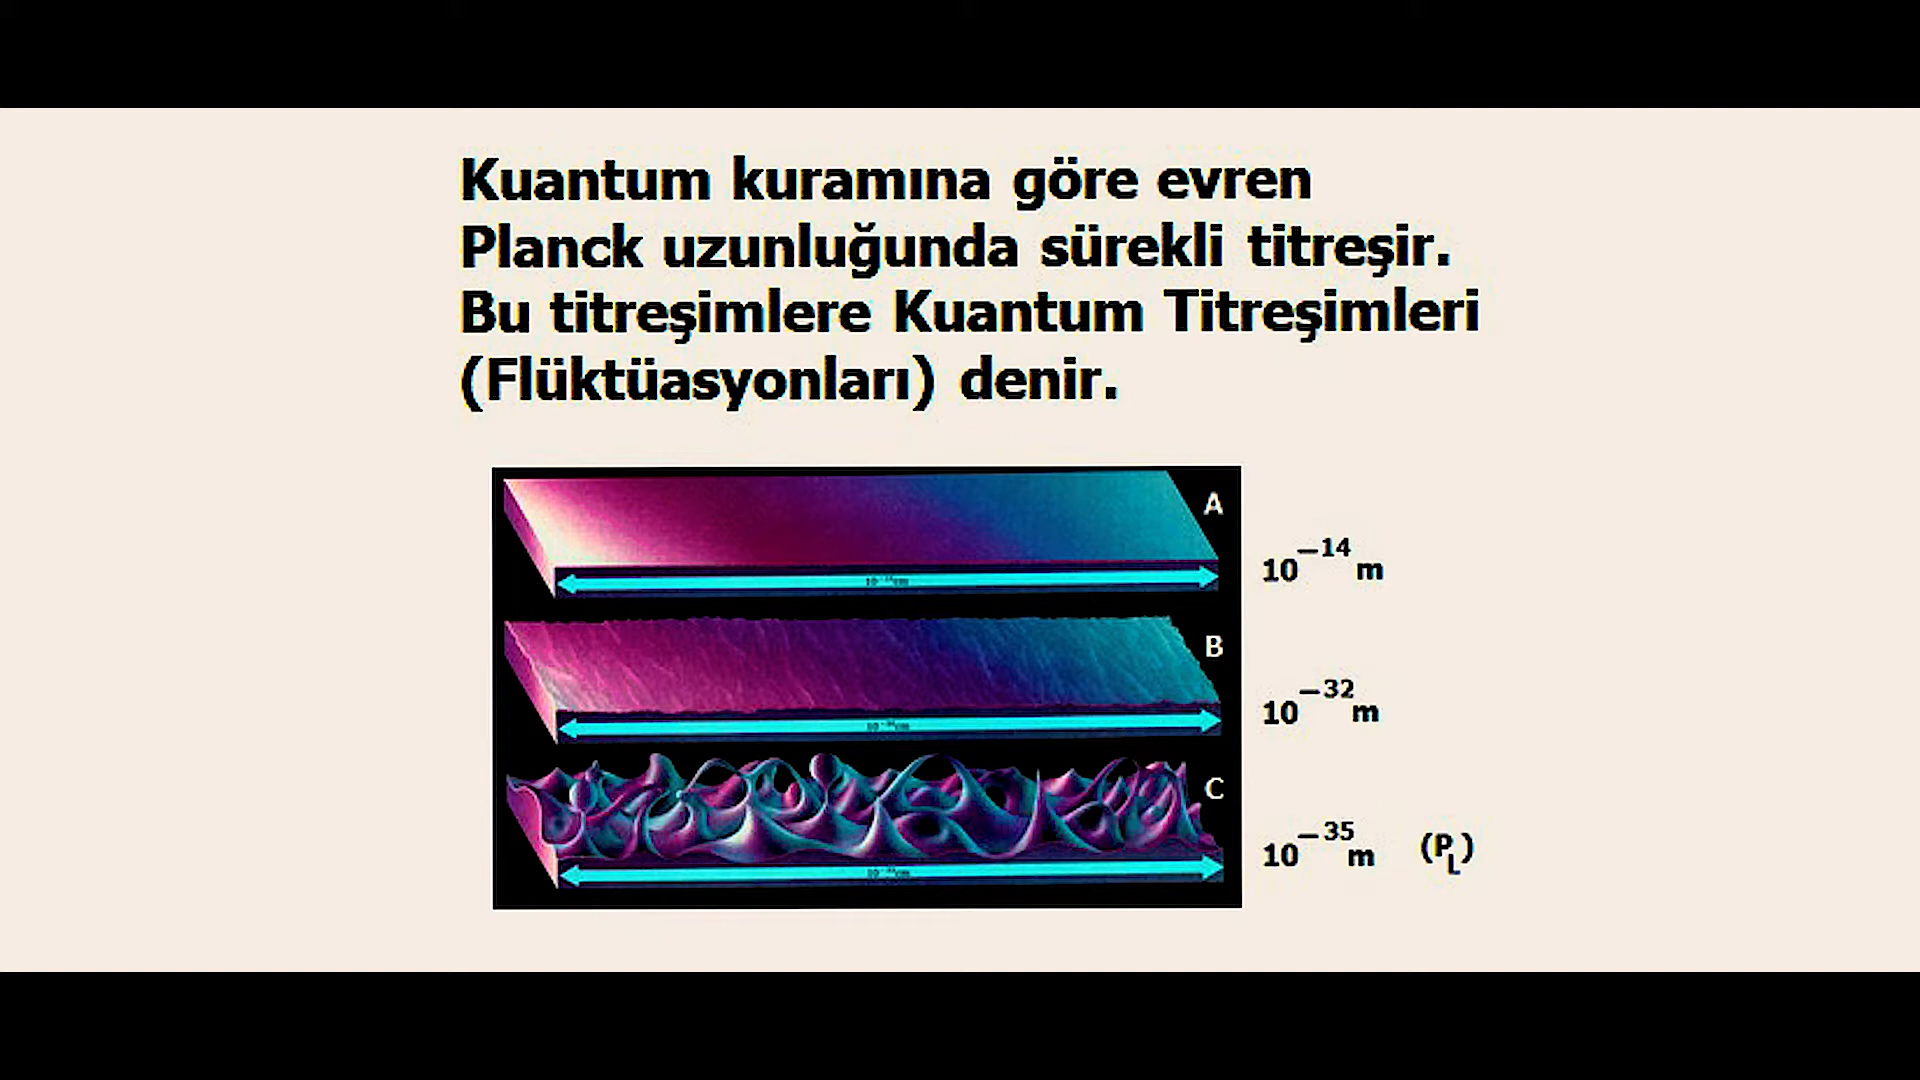 Kuantum kuramına göre evren
Planck uzunluğunda sürekli titreşir.
Bu titreşimlere Kuantum Titreşimleri
(Flüktüasyonları) denir.
A
10⁻¹⁴ m
B
10⁻³² m
C
10⁻³⁵ m (P_L)